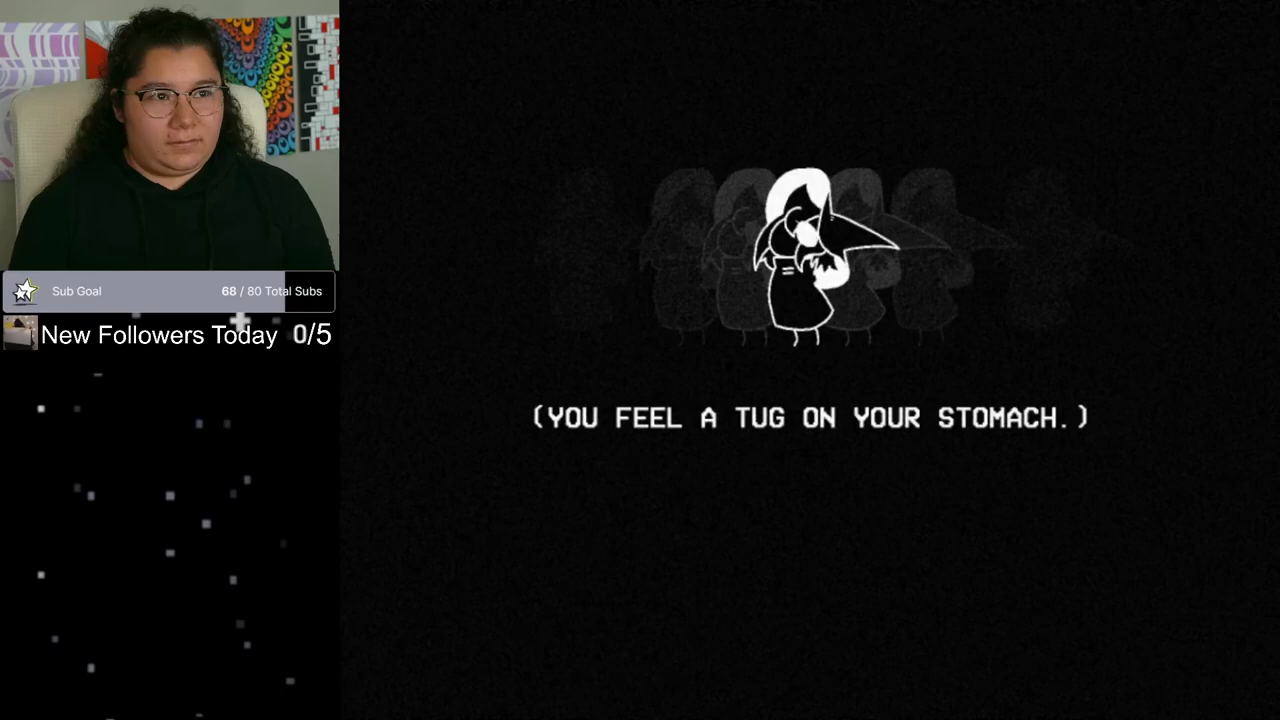 Sub Goal 68 / 80 Total Subs
New Followers Today 0/5
(YOU FEEL A TUG ON YOUR STOMACH.)